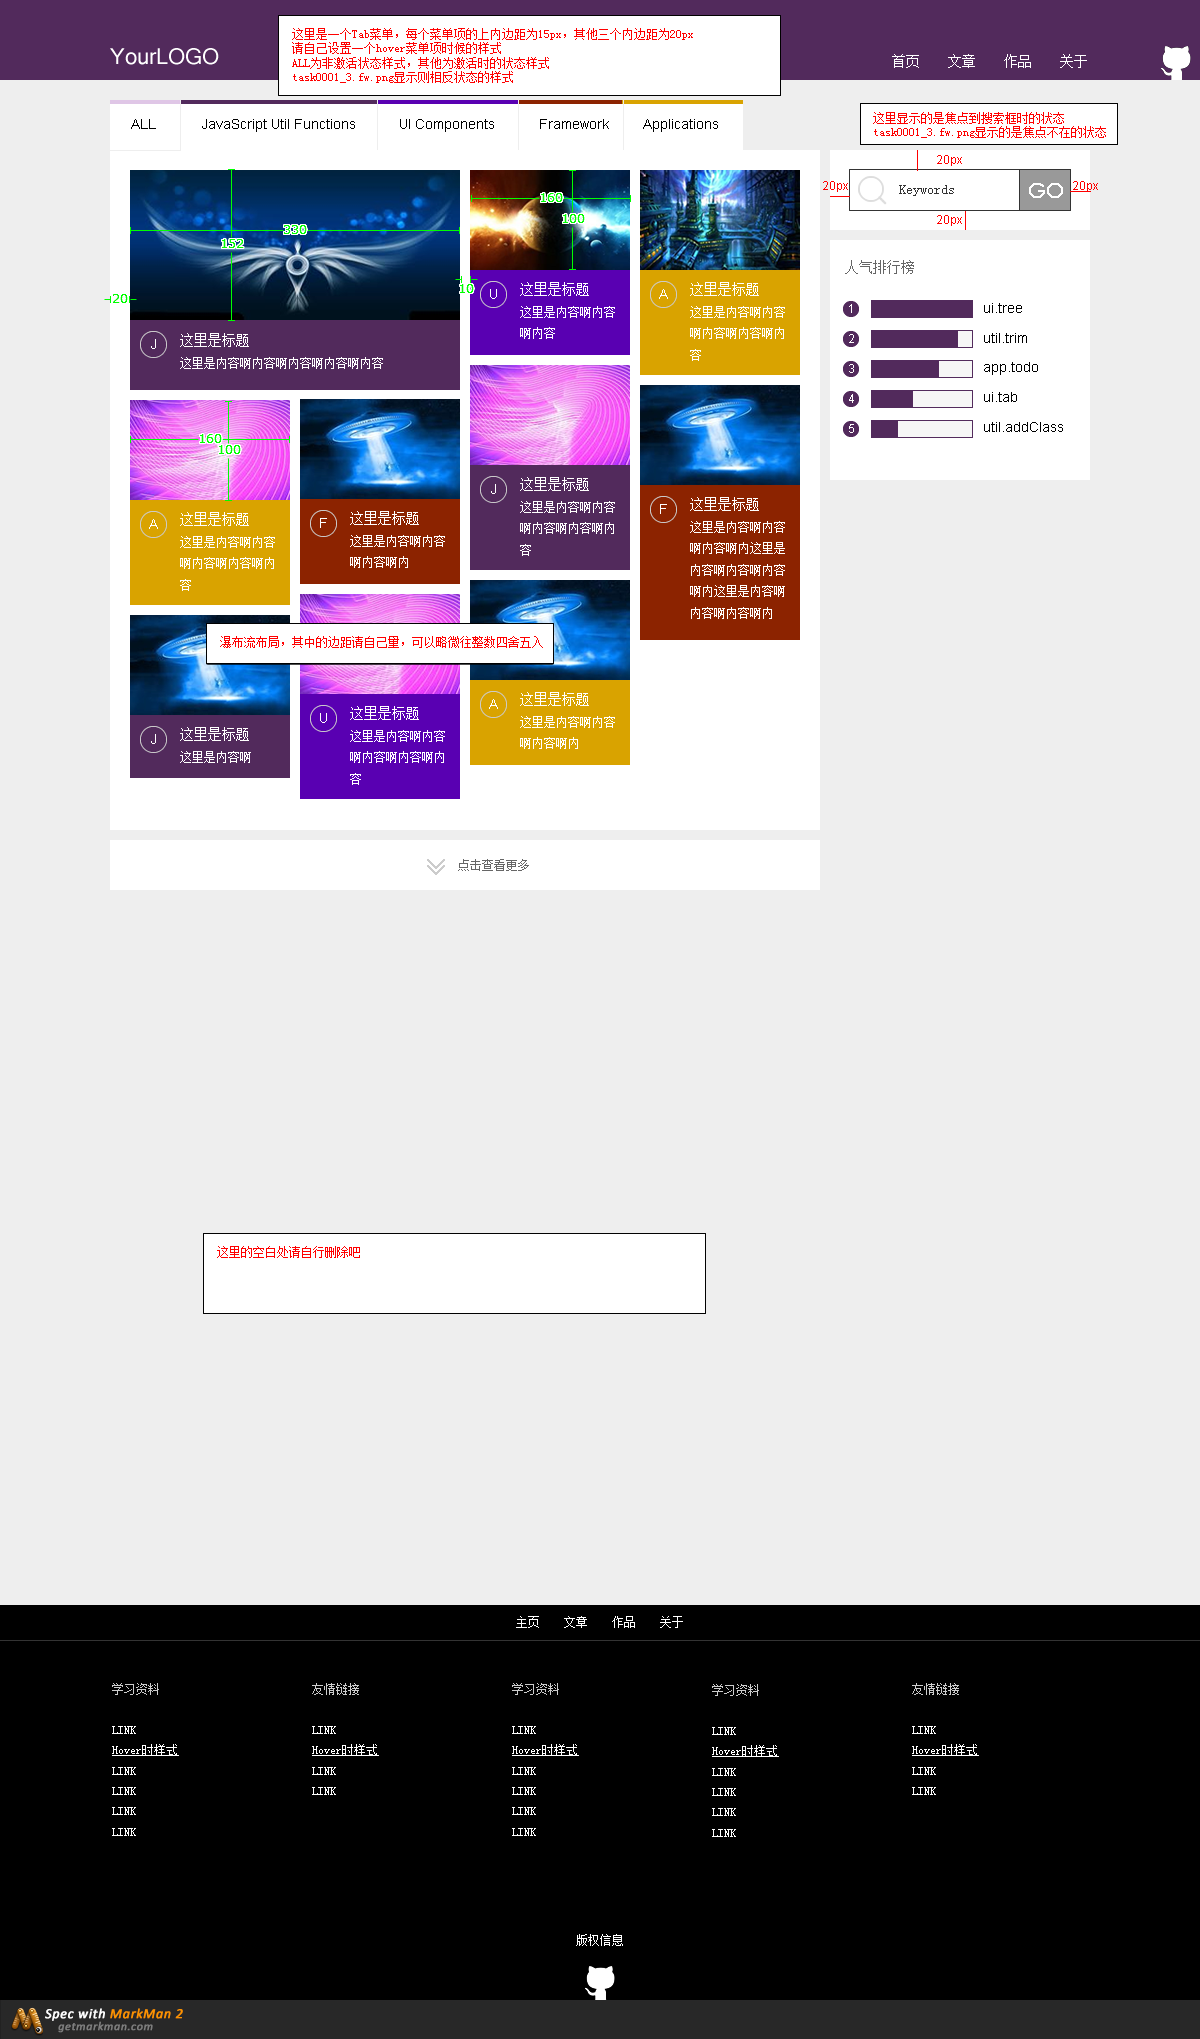 这里是一个Tab菜单，每个菜单项的上内边距为15px，其他三个内边距为20px
请自己设置一个hover菜单项时候的样式
ALL为非激活状态样式，其他为激活时的状态样式
task0001_3.fw.png显示则相反状态的样式
YourLOGO
首页 文章 作品 关于
ALL JavaScript Util Functions UI Components Framework Applications
这里显示的是焦点到搜索框时的状态
task0001_3.fw.png显示的是焦点不在的状态
20px
20px Keywords GO 20px
20px
人气排行榜
1 ui.tree
2 util.trim
3 app.todo
4 ui.tab
5 util.addClass
330
152
20
J 这里是标题
这里是内容啊内容啊内容啊内容啊内容
160
100
10
U 这里是标题
这里是内容啊内容
啊内容
A 这里是标题
这里是内容啊内容
啊内容啊内容啊内
容
160
100
A 这里是标题
这里是内容啊内容
啊内容啊内容啊内
容
F 这里是标题
这里是内容啊内容
啊内容啊内
J 这里是标题
这里是内容啊内容
啊内容啊内容啊内
容
F 这里是标题
这里是内容啊内容
啊内容啊内这里是
内容啊内容啊内容
啊内这里是内容啊
内容啊内容啊内
瀑布流布局，其中的边距请自己量，可以略微往整数四舍五入
J 这里是标题
这里是内容啊
U 这里是标题
这里是内容啊内容
啊内容啊内容啊内
容
A 这里是标题
这里是内容啊内容
啊内容啊内
点击查看更多
这里的空白处请自行删除吧
主页 文章 作品 关于
学习资料
LINK
Hover时样式
LINK
LINK
LINK
LINK
友情链接
LINK
Hover时样式
LINK
LINK
学习资料
LINK
Hover时样式
LINK
LINK
LINK
LINK
学习资料
LINK
Hover时样式
LINK
LINK
LINK
LINK
友情链接
LINK
Hover时样式
LINK
LINK
版权信息
Spec with MarkMan 2
getmarkman.com